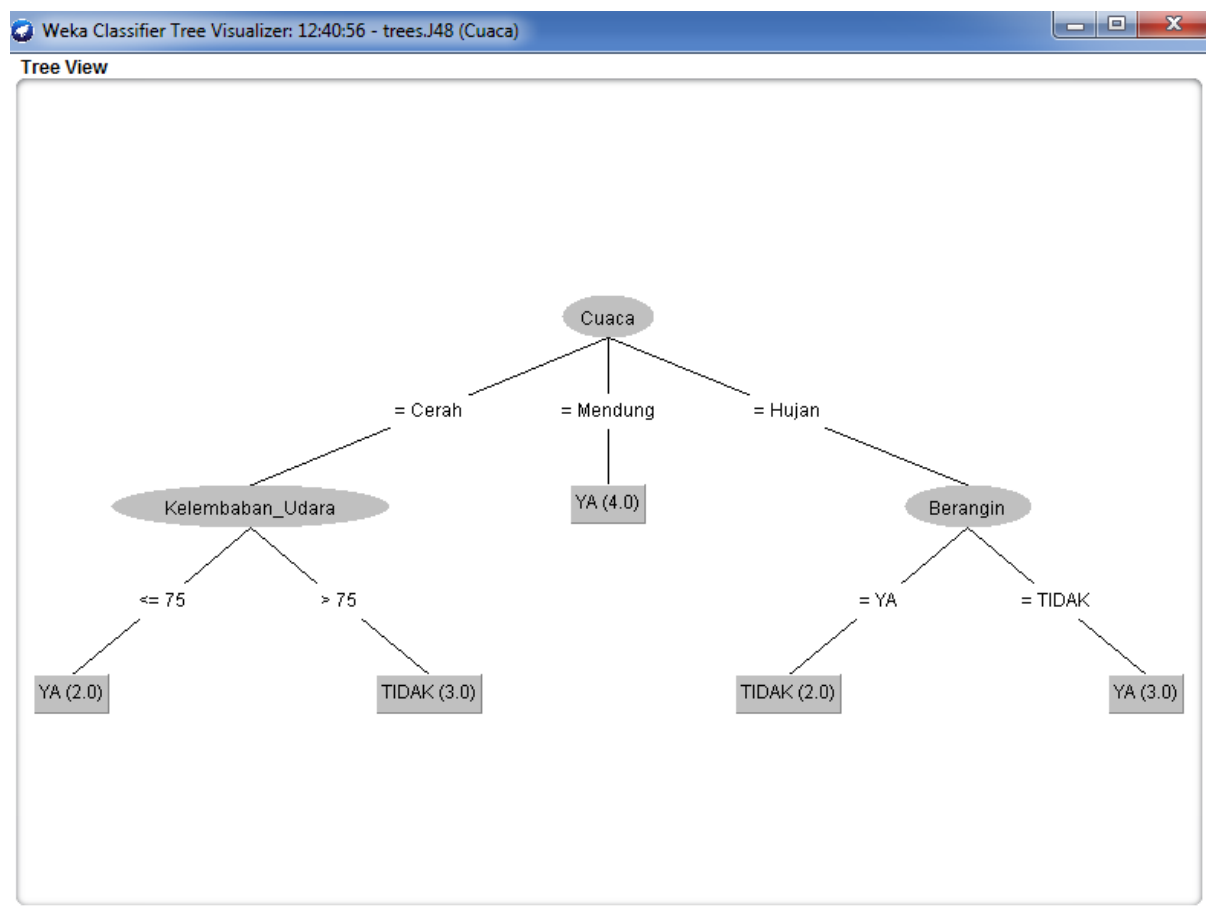 Weka Classifier Tree Visualizer: 12:40:56 - trees.J48 (Cuaca)
Tree View
Cuaca
= Cerah
= Mendung
= Hujan
Kelembaban_Udara
YA (4.0)
Berangin
<= 75
> 75
= YA
= TIDAK
YA (2.0)
TIDAK (3.0)
TIDAK (2.0)
YA (3.0)